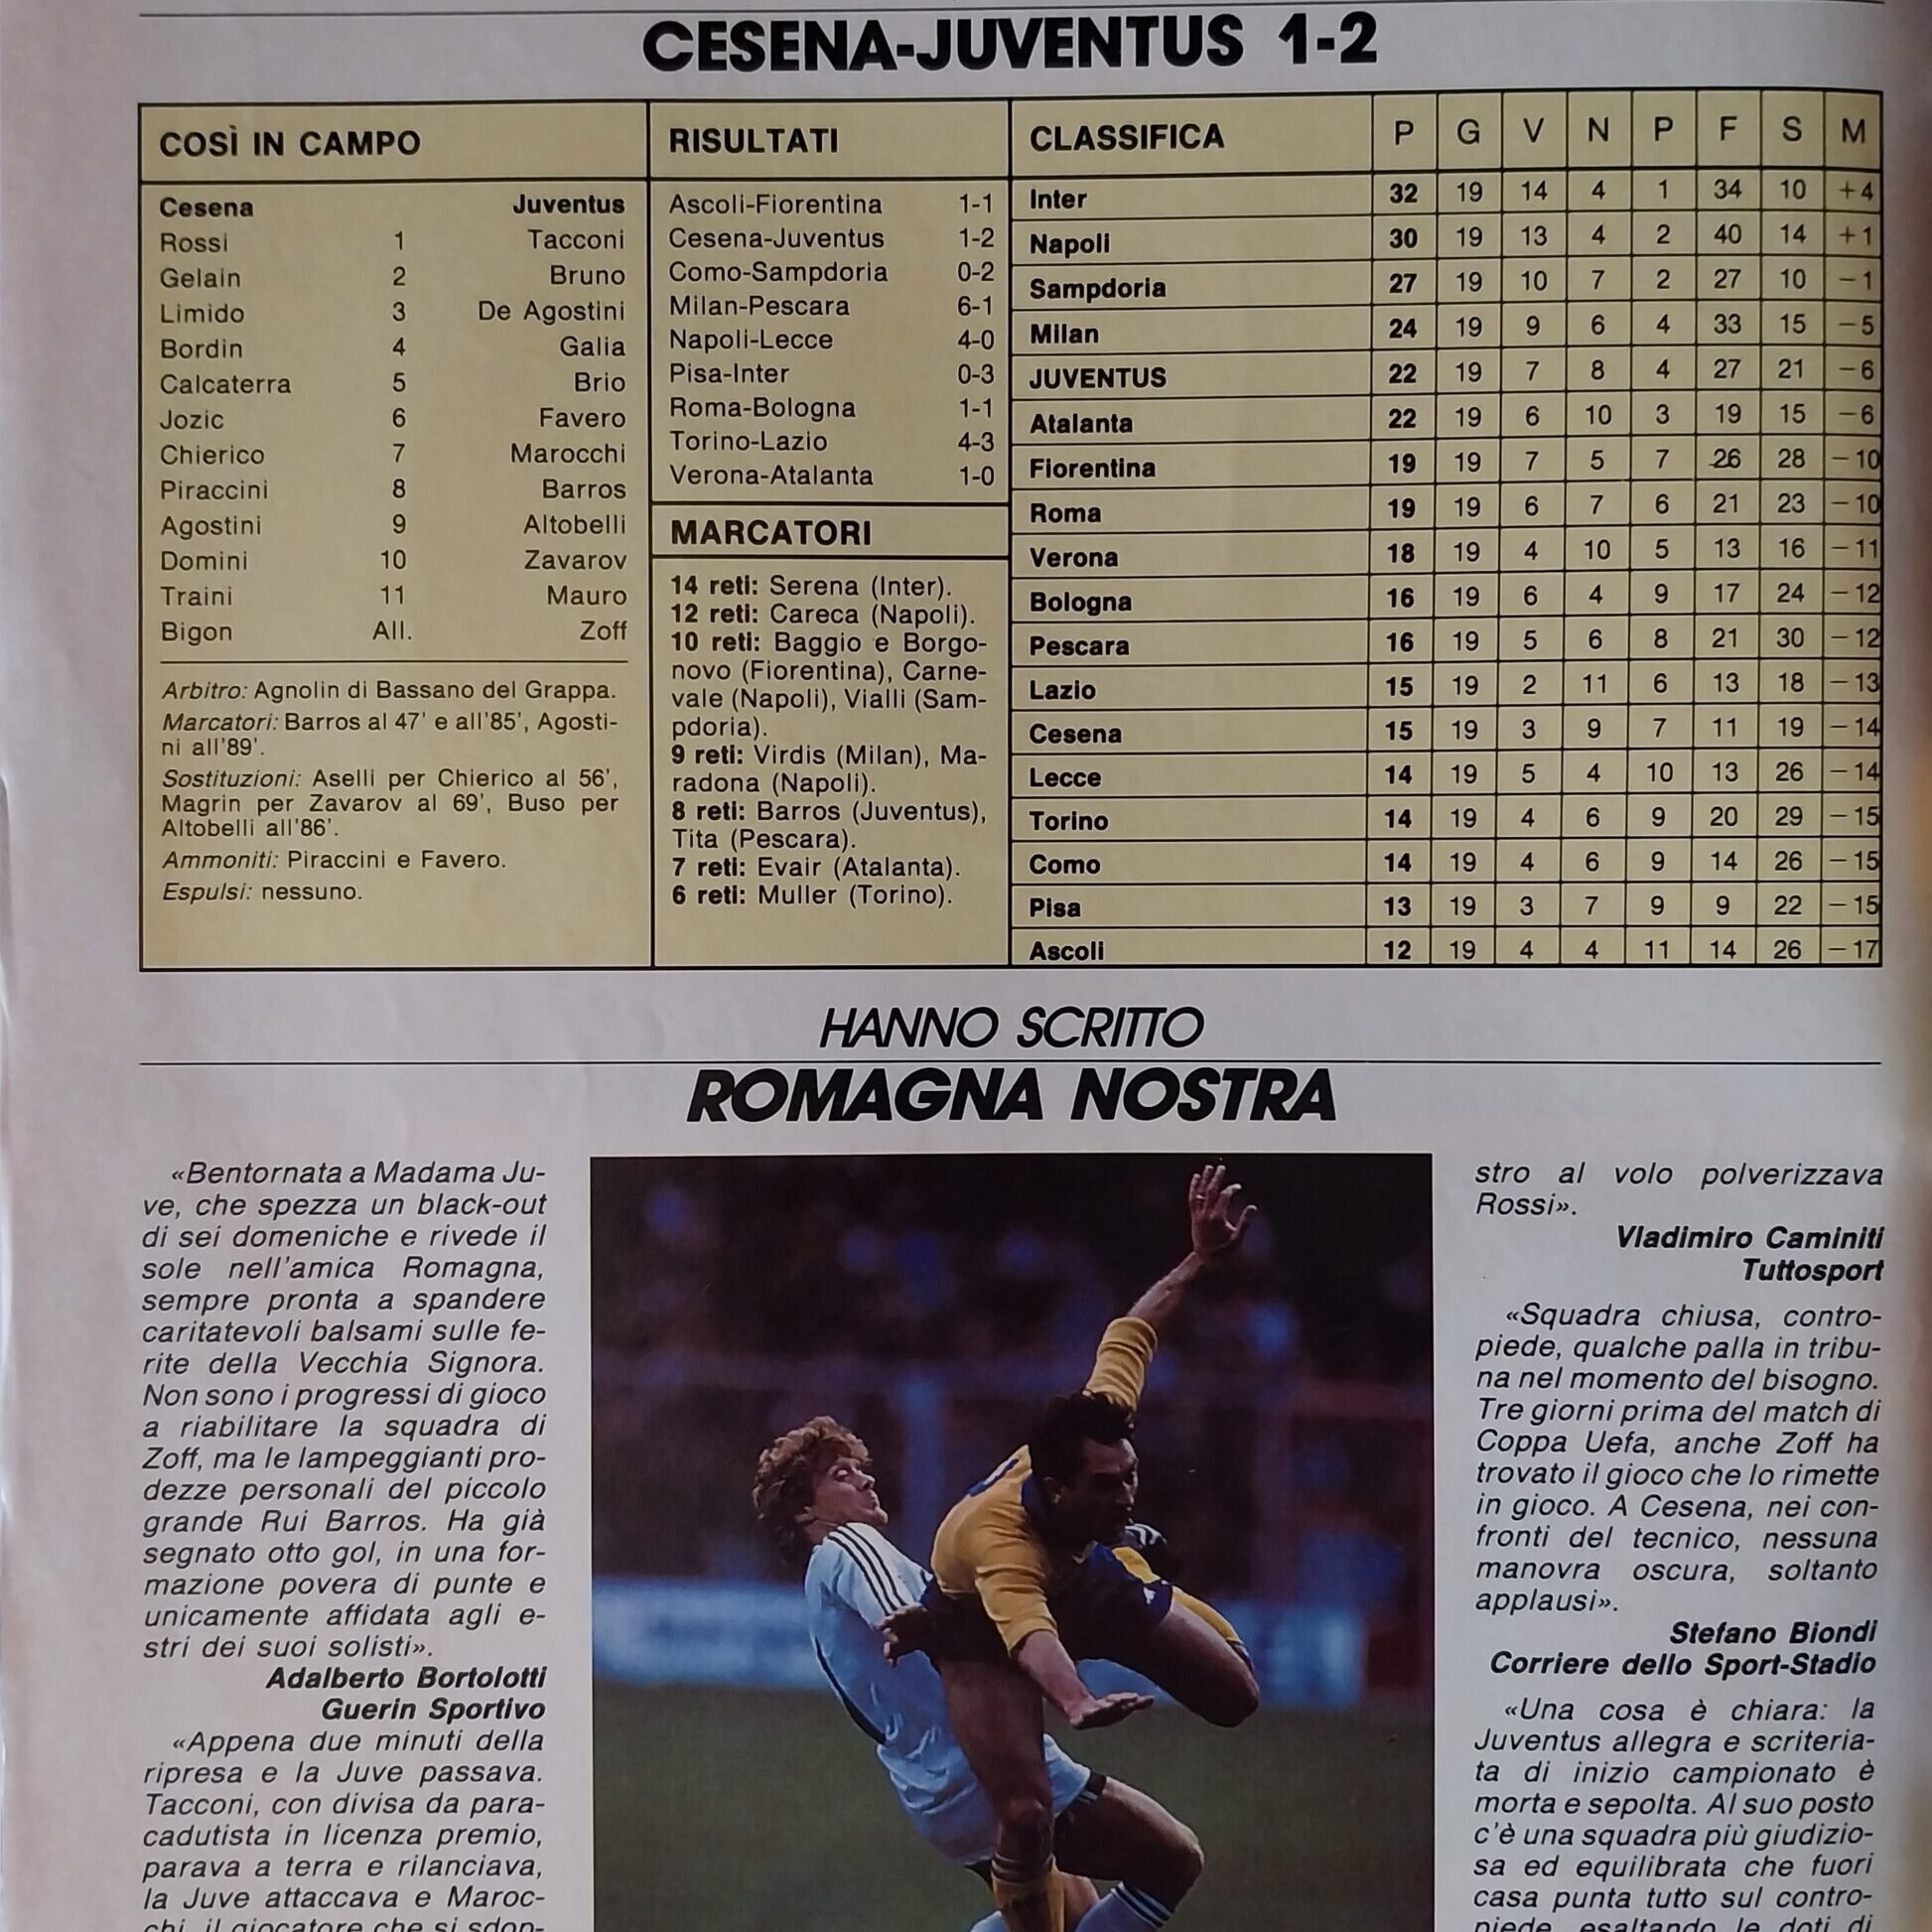 CESENA-JUVENTUS 1-2
COSÌ IN CAMPO
Cesena Juventus
Rossi 1 Tacconi
Gelain 2 Bruno
Limido 3 De Agostini
Bordin 4 Galia
Calcaterra 5 Brio
Jozic 6 Favero
Chierico 7 Marocchi
Piraccini 8 Barros
Agostini 9 Altobelli
Domini 10 Zavarov
Traini 11 Mauro
Bigon All. Zoff
Arbitro: Agnolin di Bassano del Grappa.
Marcatori: Barros al 47' e all'85', Agosti-
ni all'89'.
Sostituzioni: Aselli per Chierico al 56',
Magrin per Zavarov al 69', Buso per
Altobelli all'86'.
Ammoniti: Piraccini e Favero.
Espulsi: nessuno.
RISULTATI
Ascoli-Fiorentina 1-1
Cesena-Juventus 1-2
Como-Sampdoria 0-2
Milan-Pescara 6-1
Napoli-Lecce 4-0
Pisa-Inter 0-3
Roma-Bologna 1-1
Torino-Lazio 4-3
Verona-Atalanta 1-0
MARCATORI
14 reti: Serena (Inter).
12 reti: Careca (Napoli).
10 reti: Baggio e Borgo-
novo (Fiorentina), Carne-
vale (Napoli), Vialli (Sam-
pdoria).
9 reti: Virdis (Milan), Ma-
radona (Napoli).
8 reti: Barros (Juventus),
Tita (Pescara).
7 reti: Evair (Atalanta).
6 reti: Muller (Torino).
CLASSIFICA P G V N P F S M
Inter 32 19 14 4 1 34 10 +4
Napoli 30 19 13 4 2 40 14 +1
Sampdoria 27 19 10 7 2 27 10 −1
Milan 24 19 9 6 4 33 15 −5
JUVENTUS 22 19 7 8 4 27 21 −6
Atalanta 22 19 6 10 3 19 15 −6
Fiorentina 19 19 7 5 7 26 28 −10
Roma 19 19 6 7 6 21 23 −10
Verona 18 19 4 10 5 13 16 −11
Bologna 16 19 6 4 9 17 24 −12
Pescara 16 19 5 6 8 21 30 −12
Lazio 15 19 2 11 6 13 18 −13
Cesena 15 19 3 9 7 11 19 −14
Lecce 14 19 5 4 10 13 26 −14
Torino 14 19 4 6 9 20 29 −15
Como 14 19 4 6 9 14 26 −15
Pisa 13 19 3 7 9 9 22 −15
Ascoli 12 19 4 4 11 14 26 −17
HANNO SCRITTO
ROMAGNA NOSTRA
«Bentornata a Madama Ju-
ve, che spezza un black-out
di sei domeniche e rivede il
sole nell'amica Romagna,
sempre pronta a spandere
caritatevoli balsami sulle fe-
rite della Vecchia Signora.
Non sono i progressi di gioco
a riabilitare la squadra di
Zoff, ma le lampeggianti pro-
dezze personali del piccolo
grande Rui Barros. Ha già
segnato otto gol, in una for-
mazione povera di punte e
unicamente affidata agli e-
stri dei suoi solisti».
Adalberto Bortolotti
Guerin Sportivo
«Appena due minuti della
ripresa e la Juve passava.
Tacconi, con divisa da para-
cadutista in licenza premio,
parava a terra e rilanciava,
la Juve attaccava e Maroc-
chi, il giocatore che si sdop-
stro al volo polverizzava
Rossi».
Vladimiro Caminiti
Tuttosport
«Squadra chiusa, contro-
piede, qualche palla in tribu-
na nel momento del bisogno.
Tre giorni prima del match di
Coppa Uefa, anche Zoff ha
trovato il gioco che lo rimette
in gioco. A Cesena, nei con-
fronti del tecnico, nessuna
manovra oscura, soltanto
applausi».
Stefano Biondi
Corriere dello Sport-Stadio
«Una cosa è chiara: la
Juventus allegra e scriteria-
ta di inizio campionato è
morta e sepolta. Al suo posto
c'è una squadra più giudizio-
sa ed equilibrata che fuori
casa punta tutto sul contro-
piede, esaltando le doti di